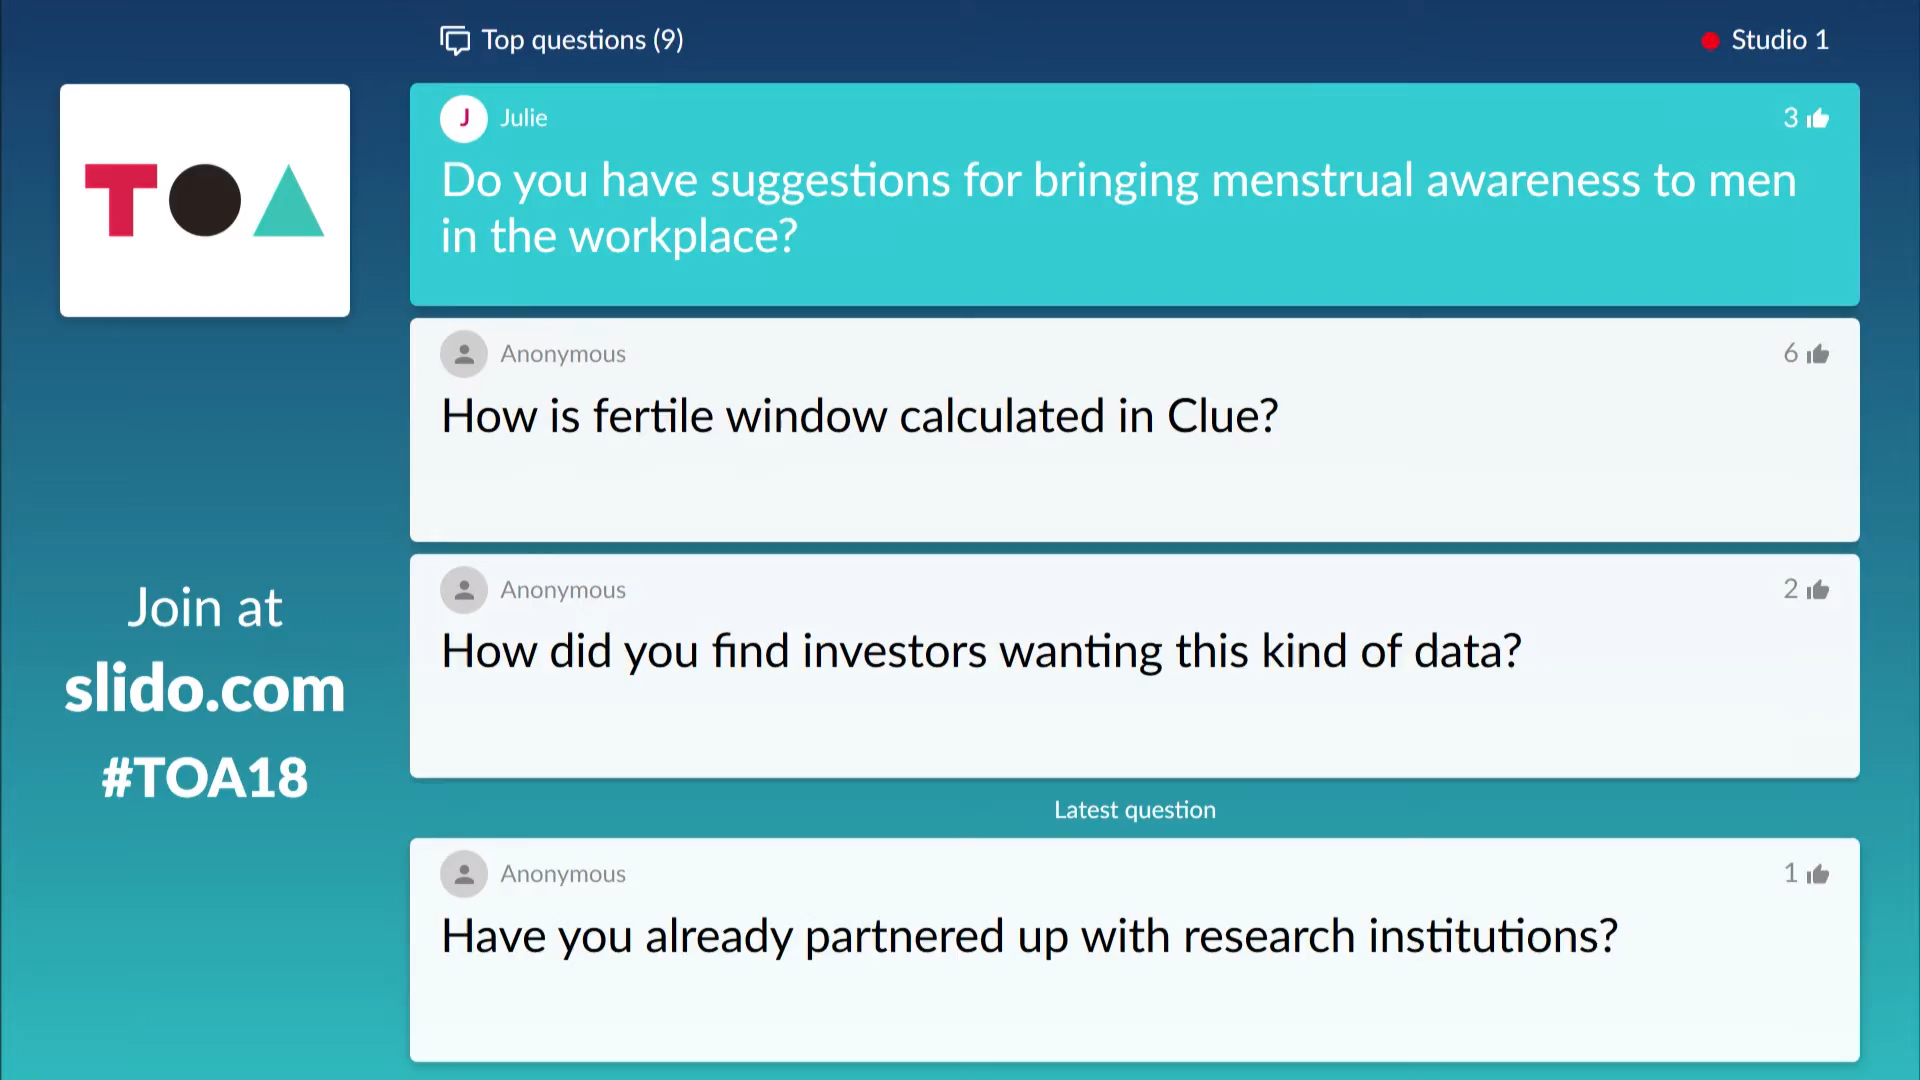 Top questions (9)
Studio 1
TOA
J
Julie
3
Do you have suggestions for bringing menstrual awareness to men
in the workplace?
Anonymous
6
How is fertile window calculated in Clue?
Anonymous
2
How did you find investors wanting this kind of data?
Join at
slido.com
#TOA18
Latest question
Anonymous
1
Have you already partnered up with research institutions?